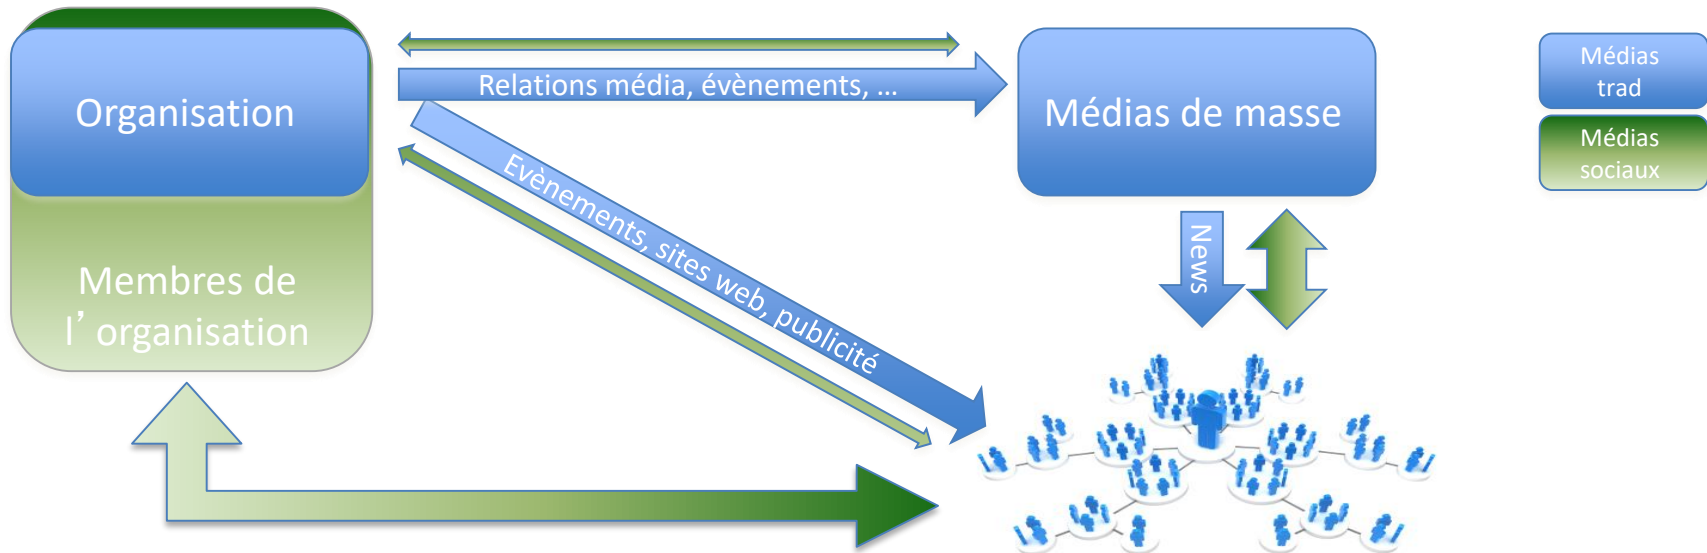 Organisation
Membres de
l’organisation
Relations média, évènements, ...
Evènements, sites web, publicité
Médias de masse
News
Médias
trad
Médias
sociaux